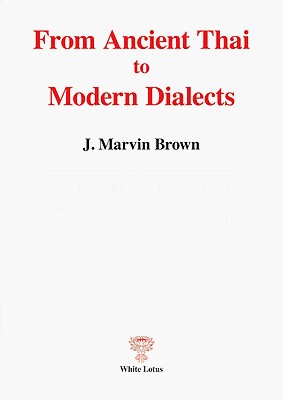 From Ancient Thai
to
Modern Dialects
J. Marvin Brown
White Lotus